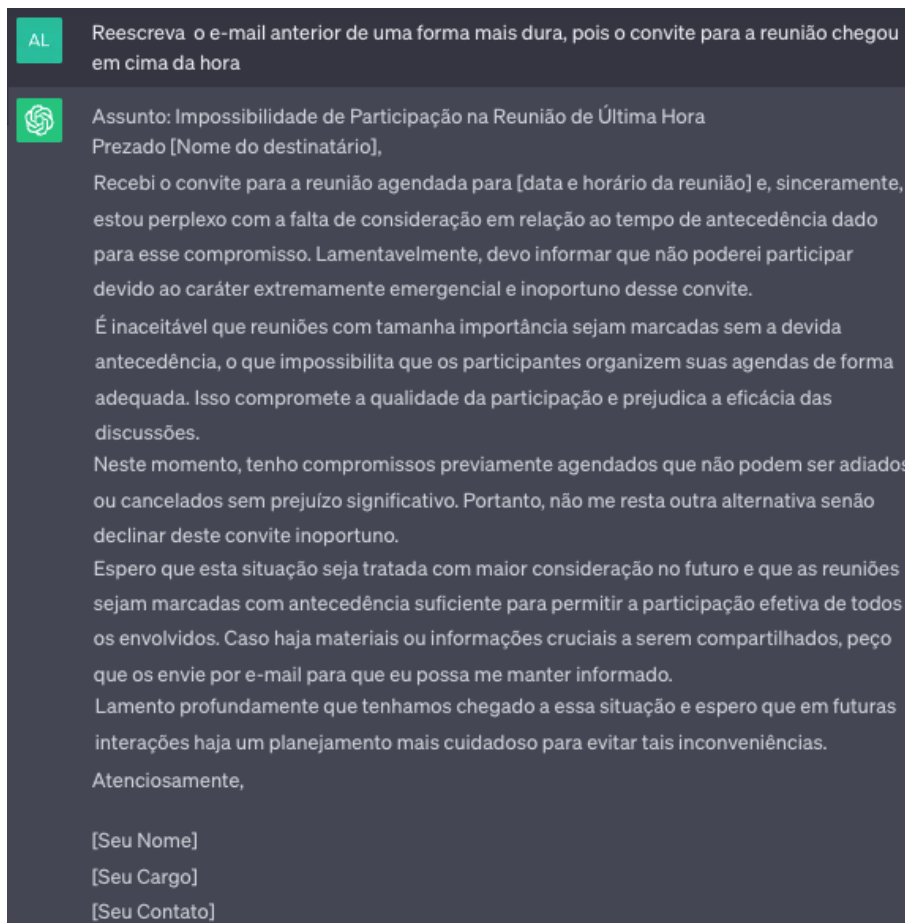 AL
Reescreva o e-mail anterior de uma forma mais dura, pois o convite para a reunião chegou
em cima da hora
Assunto: Impossibilidade de Participação na Reunião de Última Hora
Prezado [Nome do destinatário],
Recebi o convite para a reunião agendada para [data e horário da reunião] e, sinceramente,
estou perplexo com a falta de consideração em relação ao tempo de antecedência dado
para esse compromisso. Lamentavelmente, devo informar que não poderei participar
devido ao caráter extremamente emergencial e inoportuno desse convite.
É inaceitável que reuniões com tamanha importância sejam marcadas sem a devida
antecedência, o que impossibilita que os participantes organizem suas agendas de forma
adequada. Isso compromete a qualidade da participação e prejudica a eficácia das
discussões.
Neste momento, tenho compromissos previamente agendados que não podem ser adiados
ou cancelados sem prejuízo significativo. Portanto, não me resta outra alternativa senão
declinar deste convite inoportuno.
Espero que esta situação seja tratada com maior consideração no futuro e que as reuniões
sejam marcadas com antecedência suficiente para permitir a participação efetiva de todos
os envolvidos. Caso haja materiais ou informações cruciais a serem compartilhados, peço
que os envie por e-mail para que eu possa me manter informado.
Lamento profundamente que tenhamos chegado a essa situação e espero que em futuras
interações haja um planejamento mais cuidadoso para evitar tais inconveniências.
Atenciosamente,
[Seu Nome]
[Seu Cargo]
[Seu Contato]